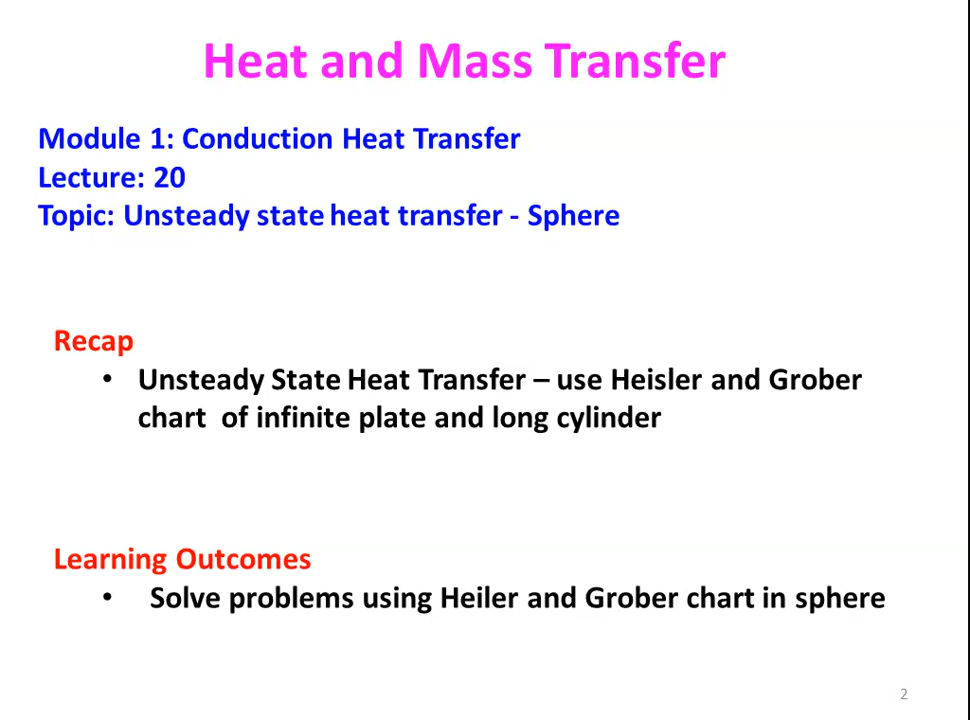 Heat and Mass Transfer
Module 1: Conduction Heat Transfer
Lecture: 20
Topic: Unsteady state heat transfer - Sphere
Recap
• Unsteady State Heat Transfer – use Heisler and Grober
chart of infinite plate and long cylinder
Learning Outcomes
• Solve problems using Heiler and Grober chart in sphere
2